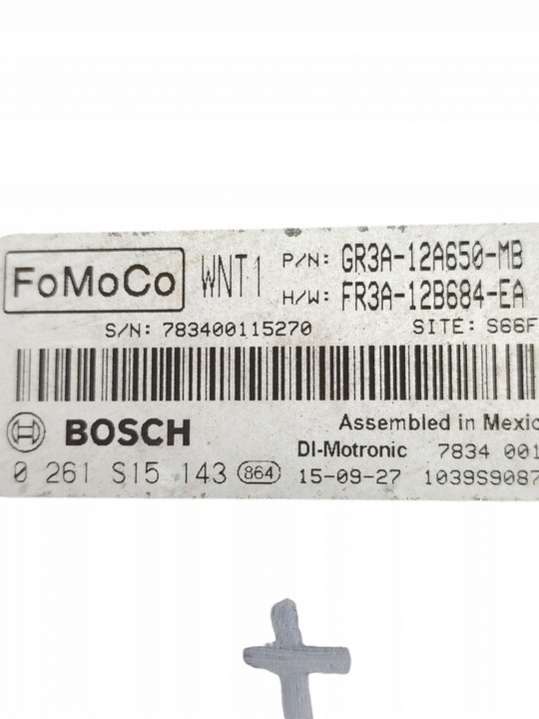 FoMoCo WNT1 P/N: GR3A-12A650-MB
H/W: FR3A-12B684-EA
S/N: 783400115270 SITE: S66F
BOSCH Assembled in Mexico
DI-Motronic 7834 001
0 261 S15 143 864 15-09-27 1039S9087